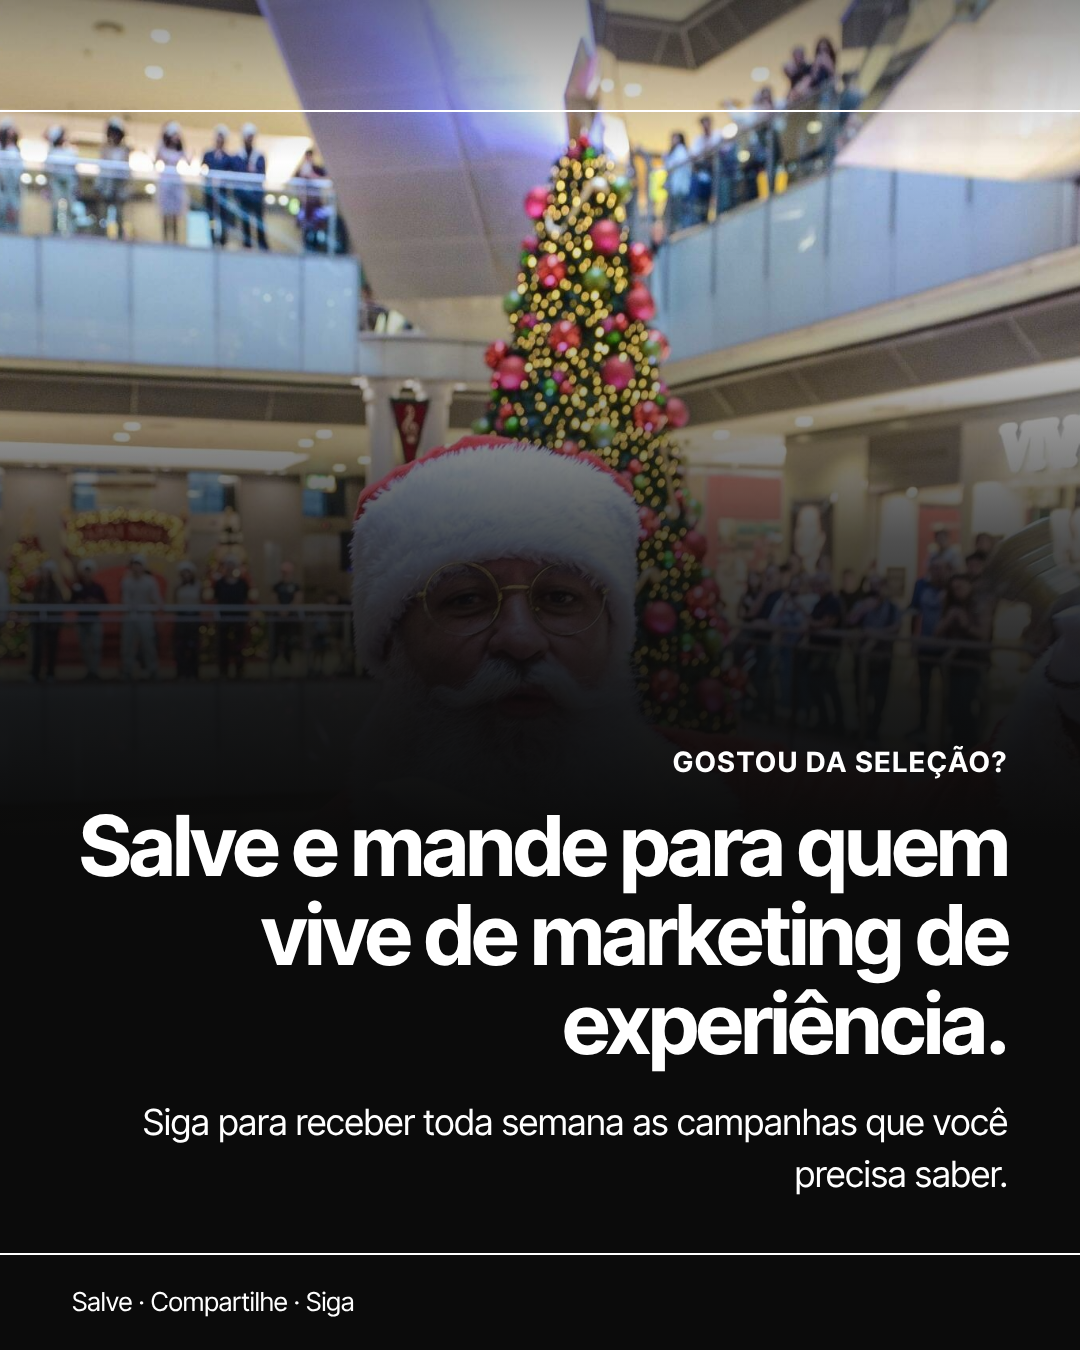 GOSTOU DA SELEÇÃO?
Salve e mande para quem
vive de marketing de
experiência.
Siga para receber toda semana as campanhas que você
precisa saber.
Salve · Compartilhe · Siga